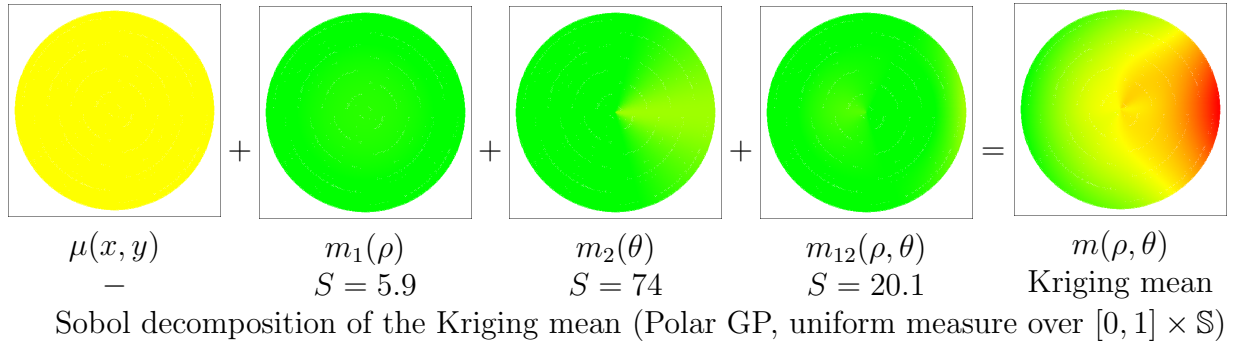 + + + =
μ(x, y) m₁(ρ) m₂(θ) m₁₂(ρ, θ) m(ρ, θ)
− S = 5.9 S = 74 S = 20.1 Kriging mean
Sobol decomposition of the Kriging mean (Polar GP, uniform measure over [0, 1] × 𝕊)